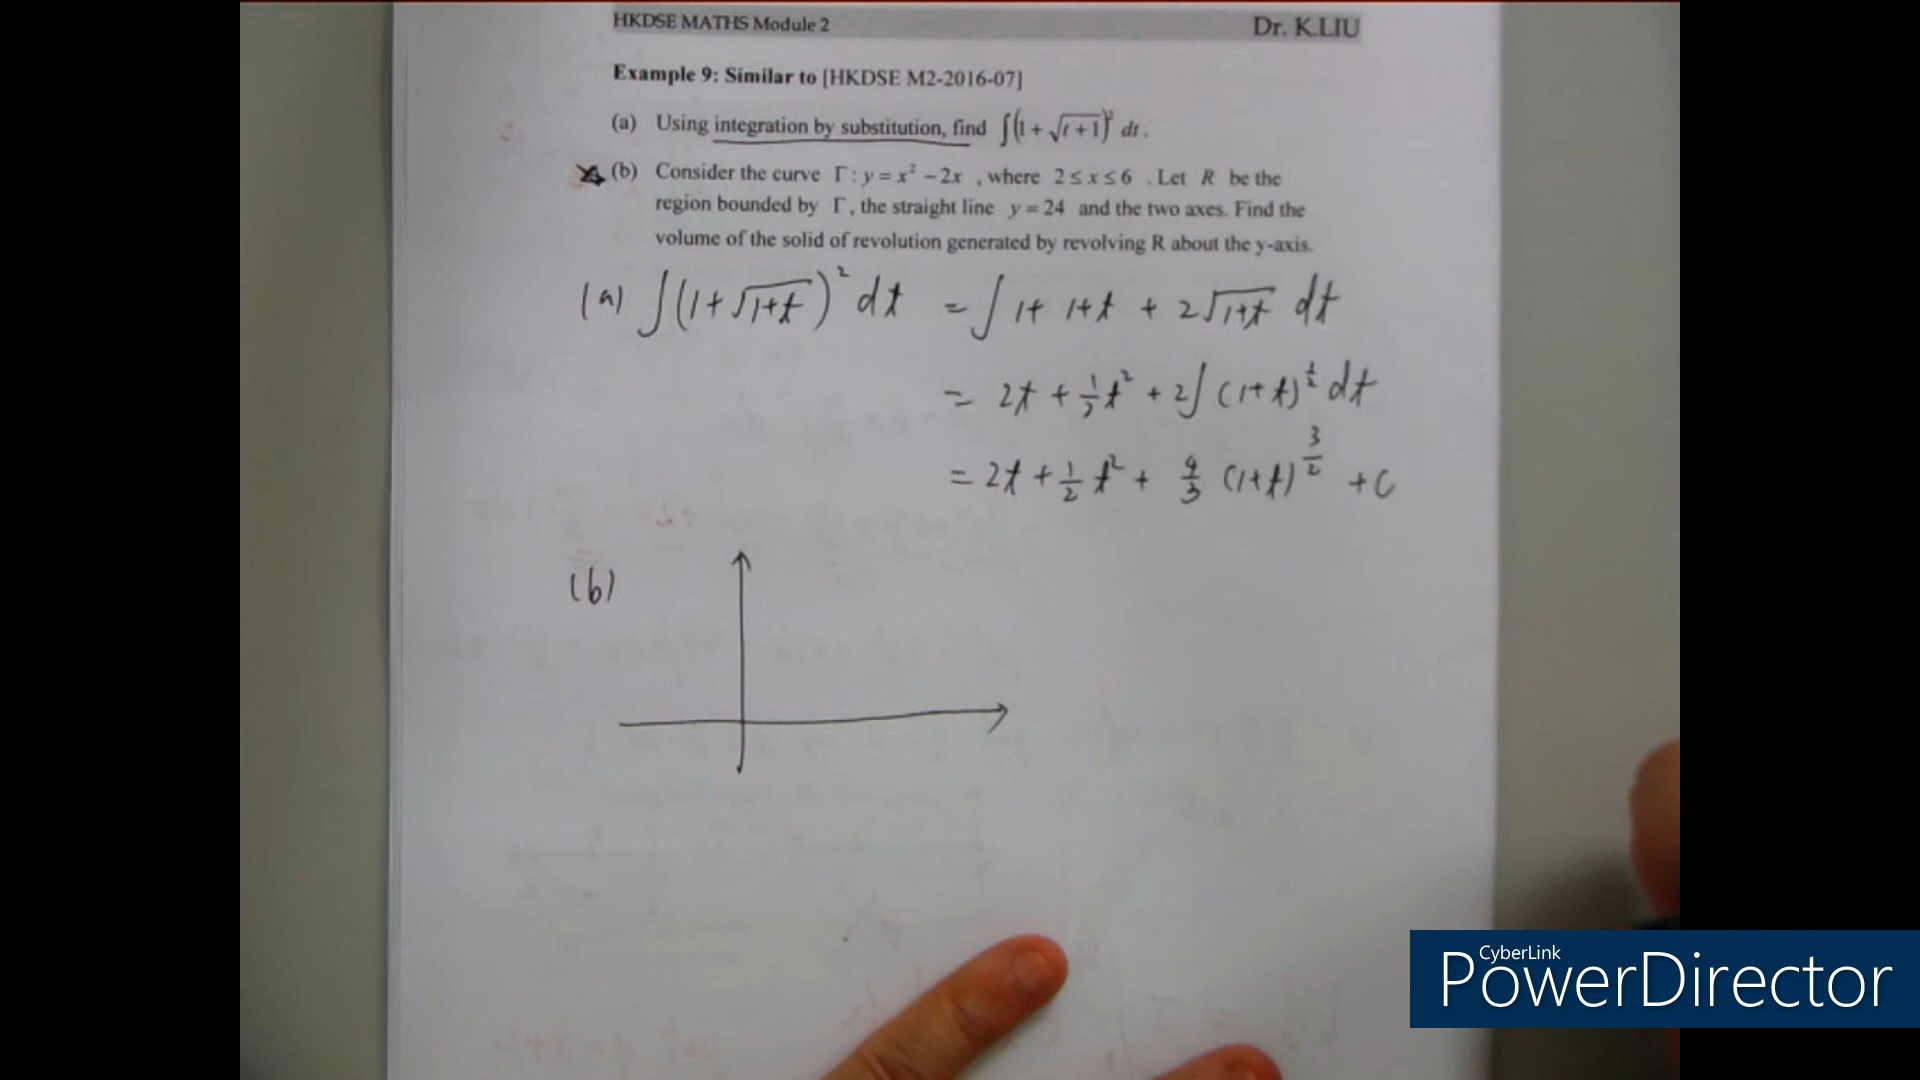 HKDSE MATHS Module 2 Dr. K.LIU
Example 9: Similar to [HKDSE M2-2016-07]
(a) Using integration by substitution, find ∫(1 + √(t + 1))² dt .
(b) Consider the curve Γ : y = x² − 2x , where 2 ≤ x ≤ 6 . Let R be the
region bounded by Γ , the straight line y = 24 and the two axes. Find the
volume of the solid of revolution generated by revolving R about the y-axis.
(a) ∫(1 + √(1+t))² dt = ∫ 1 + 1+t + 2√(1+t) dt
= 2t + ½t² + 2∫(1+t)^½ dt
= 2t + ½t² + 4/3 (1+t)^(3/2) + C
(b)
CyberLink
PowerDirector